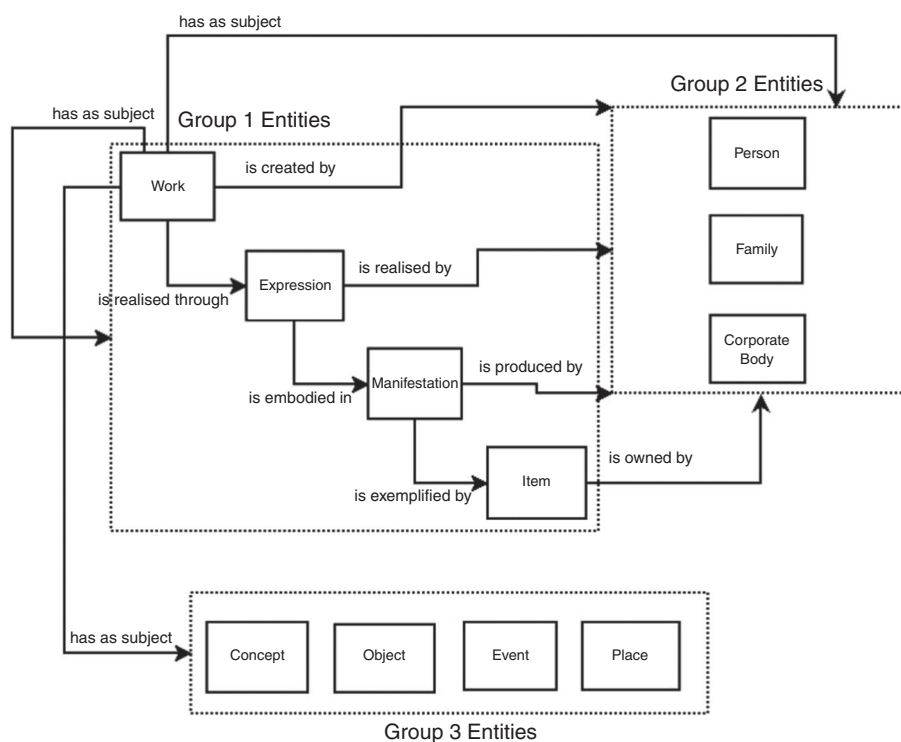 has as subject
Group 2 Entities
has as subject
Group 1 Entities
Person
is created by
Work
Family
is realised by
Expression
is realised through
Corporate
Body
is produced by
Manifestation
is embodied in
is owned by
Item
is exemplified by
has as subject
Concept
Object
Event
Place
Group 3 Entities